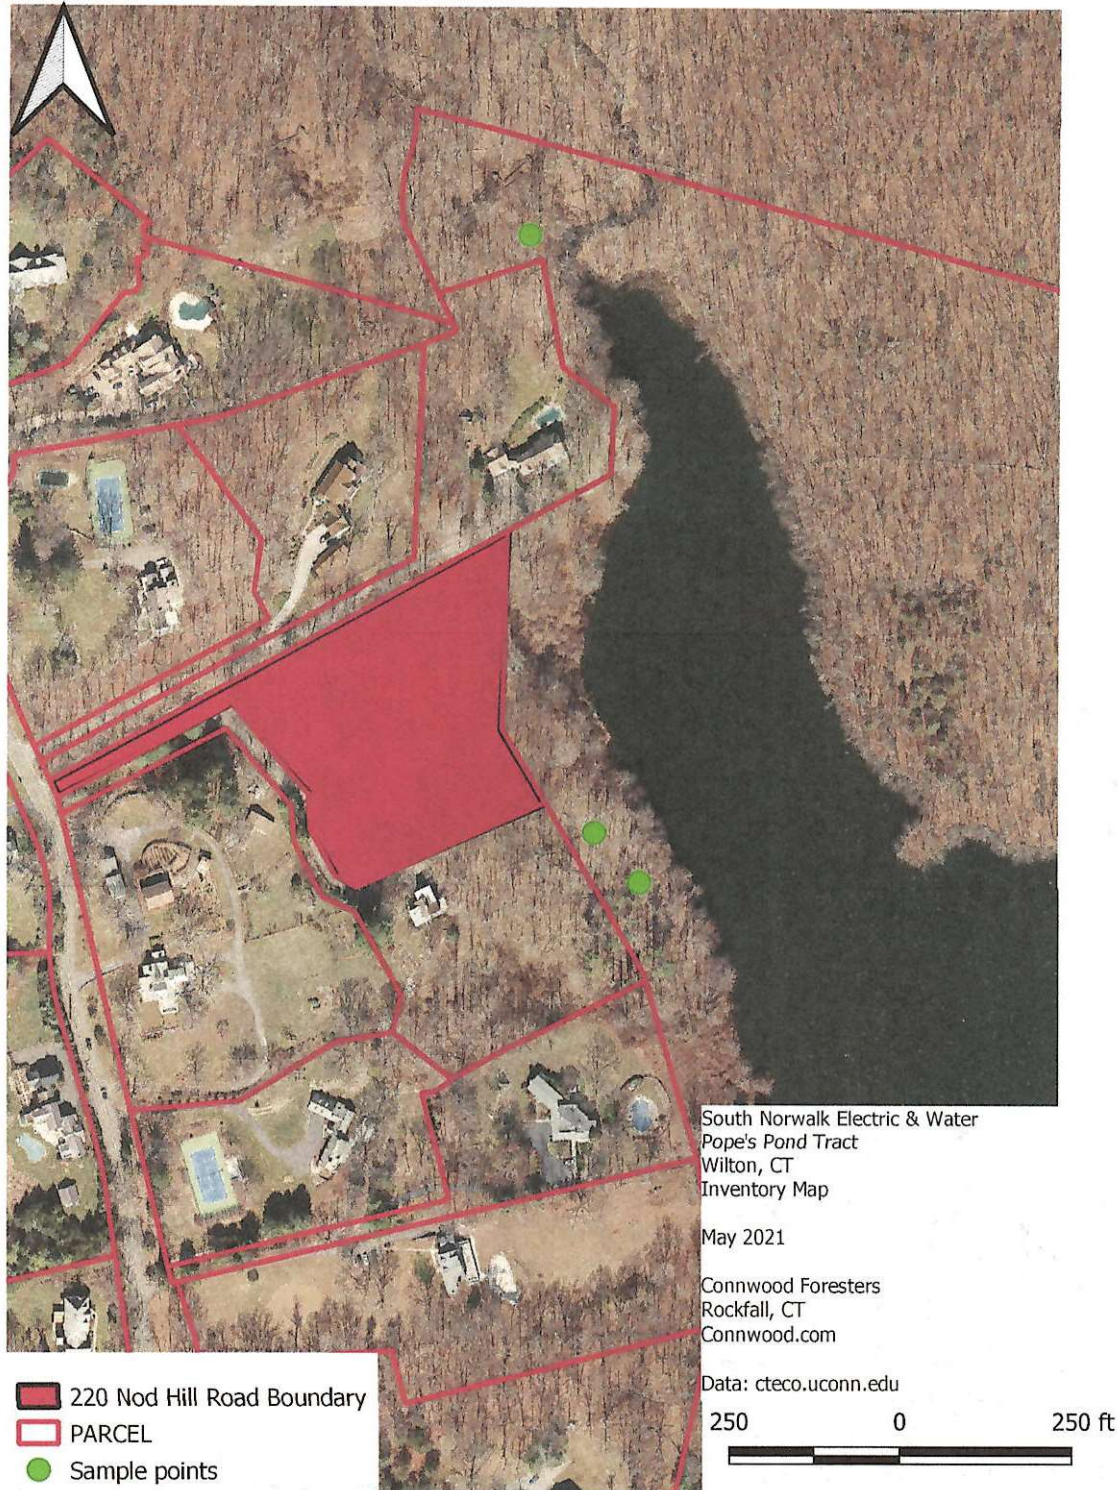 South Norwalk Electric & Water
Pope's Pond Tract
Wilton, CT
Inventory Map
May 2021
Connwood Foresters
Rockfall, CT
Connwood.com
Data: cteco.uconn.edu
250 0 250 ft
220 Nod Hill Road Boundary
PARCEL
Sample points